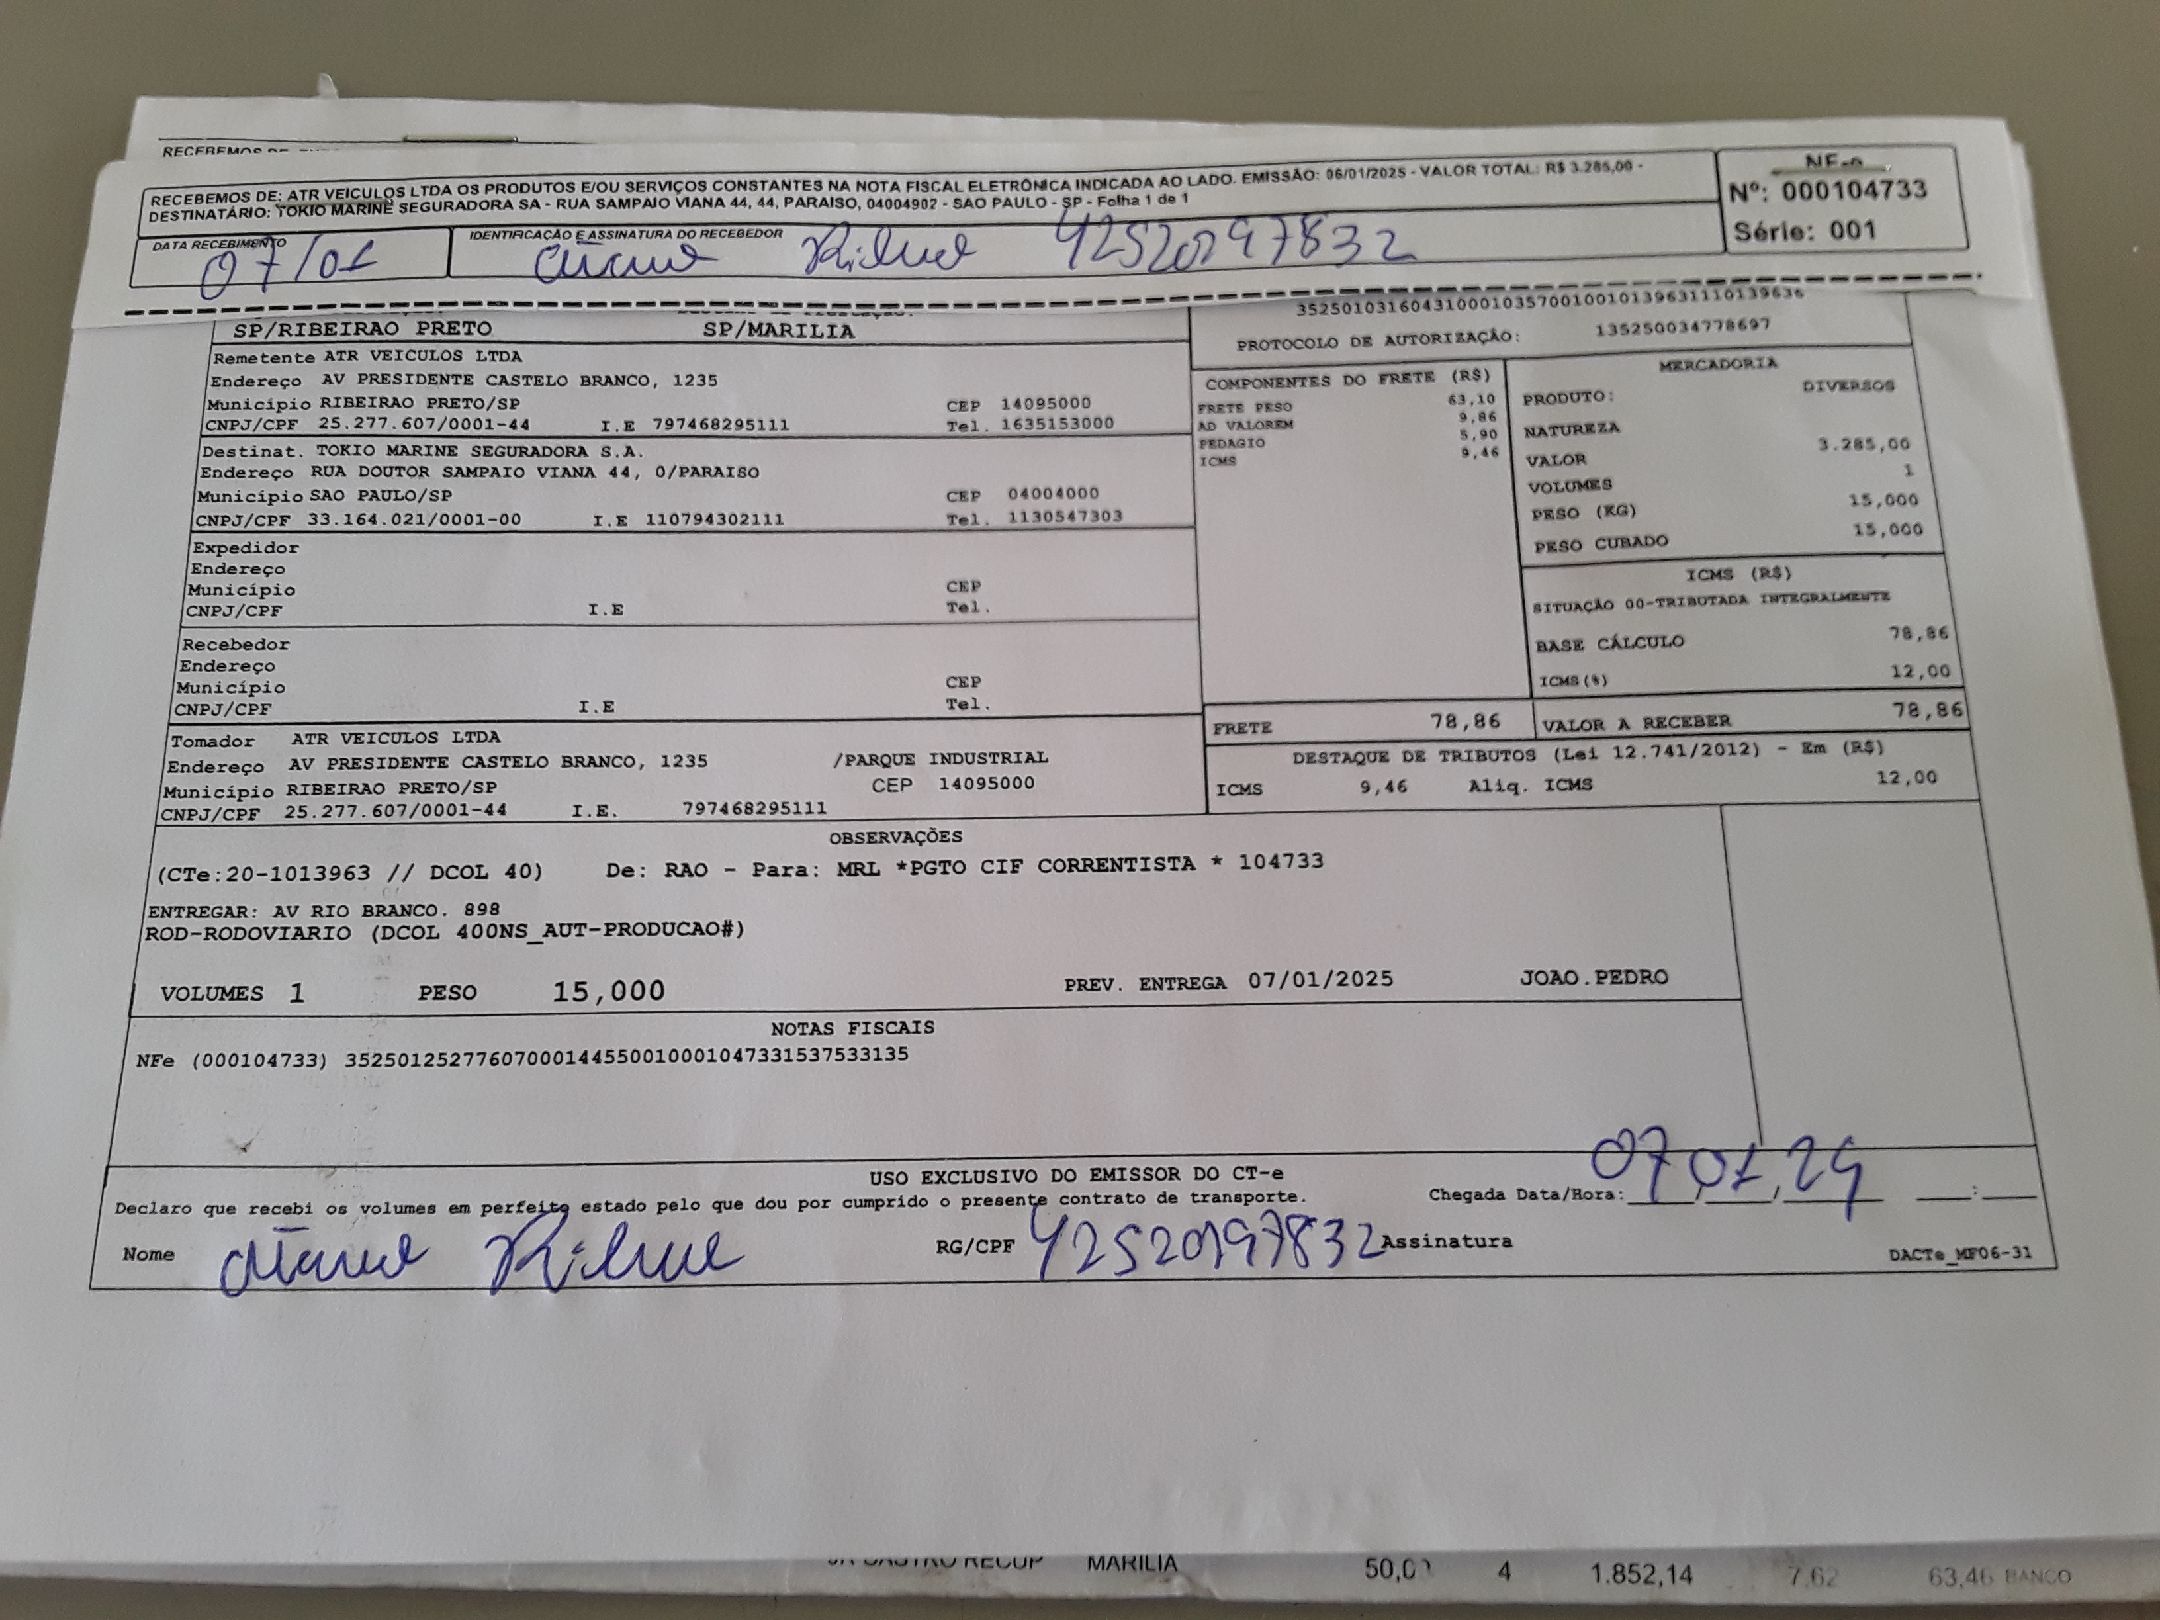 RECEBEMOS DE: ATR VEICULOS LTDA OS PRODUTOS E/OU SERVIÇOS CONSTANTES NA NOTA FISCAL ELETRÔNICA INDICADA AO LADO. EMISSÃO: 06/01/2025 - VALOR TOTAL: R$ 3.285,00 -
DESTINATÁRIO: TOKIO MARINE SEGURADORA SA - RUA SAMPAIO VIANA 44, 44, PARAISO, 04004902 - SAO PAULO - SP - Folha 1 de 1
NF-e
Nº: 000104733
Série: 001
DATA RECEBIMENTO
07/01
IDENTIFICAÇÃO E ASSINATURA DO RECEBEDOR
42520197832
35250103160431000103570010010139631110139636
SP/RIBEIRAO PRETO SP/MARILIA
PROTOCOLO DE AUTORIZAÇÃO: 135250034778697
Remetente ATR VEICULOS LTDA
Endereço AV PRESIDENTE CASTELO BRANCO, 1235
Município RIBEIRAO PRETO/SP CEP 14095000
CNPJ/CPF 25.277.607/0001-44 I.E 797468295111 Tel. 1635153000
Destinat. TOKIO MARINE SEGURADORA S.A.
Endereço RUA DOUTOR SAMPAIO VIANA 44, 0/PARAISO
Município SAO PAULO/SP CEP 04004000
CNPJ/CPF 33.164.021/0001-00 I.E 110794302111 Tel. 1130547303
Expedidor
Endereço
Município CEP
CNPJ/CPF I.E Tel.
Recebedor
Endereço
Município CEP
CNPJ/CPF I.E Tel.
Tomador ATR VEICULOS LTDA
Endereço AV PRESIDENTE CASTELO BRANCO, 1235 /PARQUE INDUSTRIAL
Município RIBEIRAO PRETO/SP CEP 14095000
CNPJ/CPF 25.277.607/0001-44 I.E. 797468295111
COMPONENTES DO FRETE (R$)
FRETE PESO 63,10
AD VALOREM 9,86
PEDAGIO 5,90
ICMS 9,46
MERCADORIA
PRODUTO: DIVERSOS
NATUREZA
VALOR 3.285,00
VOLUMES 1
PESO (KG) 15,000
PESO CUBADO 15,000
ICMS (R$)
SITUAÇÃO 00-TRIBUTADA INTEGRALMENTE
BASE CÁLCULO 78,86
ICMS(%) 12,00
FRETE 78,86 VALOR A RECEBER 78,86
DESTAQUE DE TRIBUTOS (Lei 12.741/2012) - Em (R$)
ICMS 9,46 Aliq. ICMS 12,00
OBSERVAÇÕES
(CTe:20-1013963 // DCOL 40) De: RAO - Para: MRL *PGTO CIF CORRENTISTA * 104733
ENTREGAR: AV RIO BRANCO. 898
ROD-RODOVIARIO (DCOL 400NS_AUT-PRODUCAO#)
VOLUMES 1 PESO 15,000 PREV. ENTREGA 07/01/2025 JOAO.PEDRO
NOTAS FISCAIS
NFe (000104733) 35250125277607000144550010001047331537533135
USO EXCLUSIVO DO EMISSOR DO CT-e
Declaro que recebi os volumes em perfeito estado pelo que dou por cumprido o presente contrato de transporte. Chegada Data/Hora: 07/01/ __:__
Nome RG/CPF 42520197832 Assinatura
DACTe_MF06-31
MARILIA 50,0 4 1.852,14 7,62 63,46 BANCO